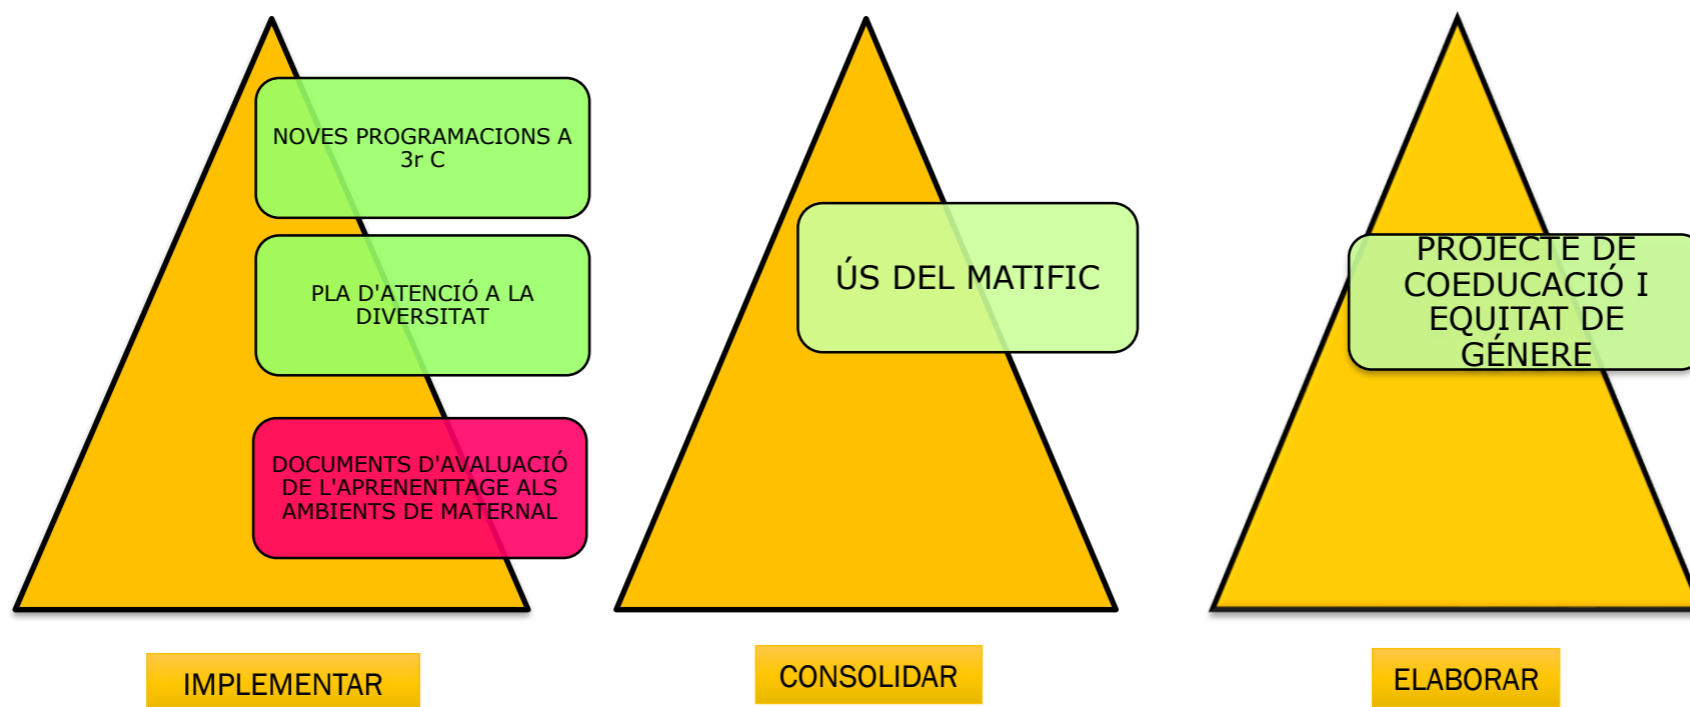 NOVES PROGRAMACIONS A
3r C
PLA D'ATENCIÓ A LA
DIVERSITAT
DOCUMENTS D'AVALUACIÓ
DE L'APRENENTTAGE ALS
AMBIENTS DE MATERNAL
IMPLEMENTAR
ÚS DEL MATIFIC
CONSOLIDAR
PROJECTE DE
COEDUCACIÓ I
EQUITAT DE
GÉNERE
ELABORAR